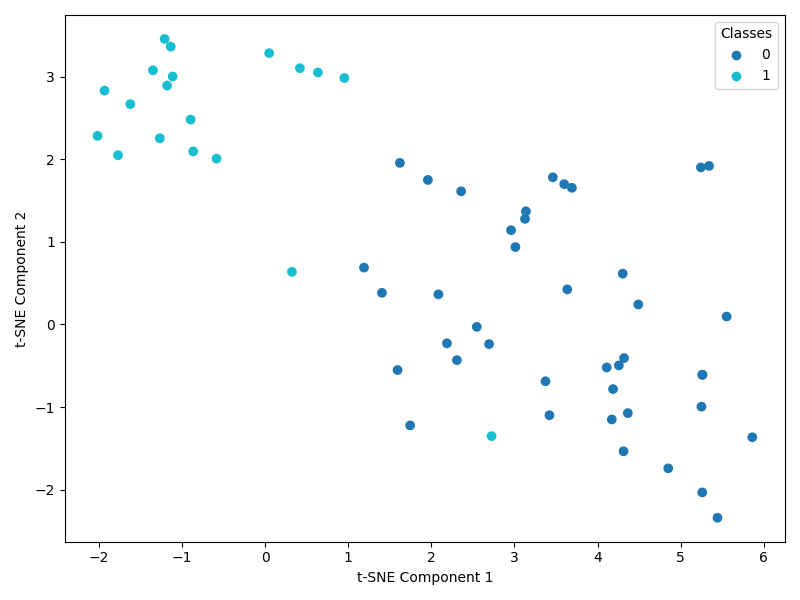 Classes
0
1
3
2
1
0
−1
−2
t-SNE Component 2
−2 −1 0 1 2 3 4 5 6
t-SNE Component 1